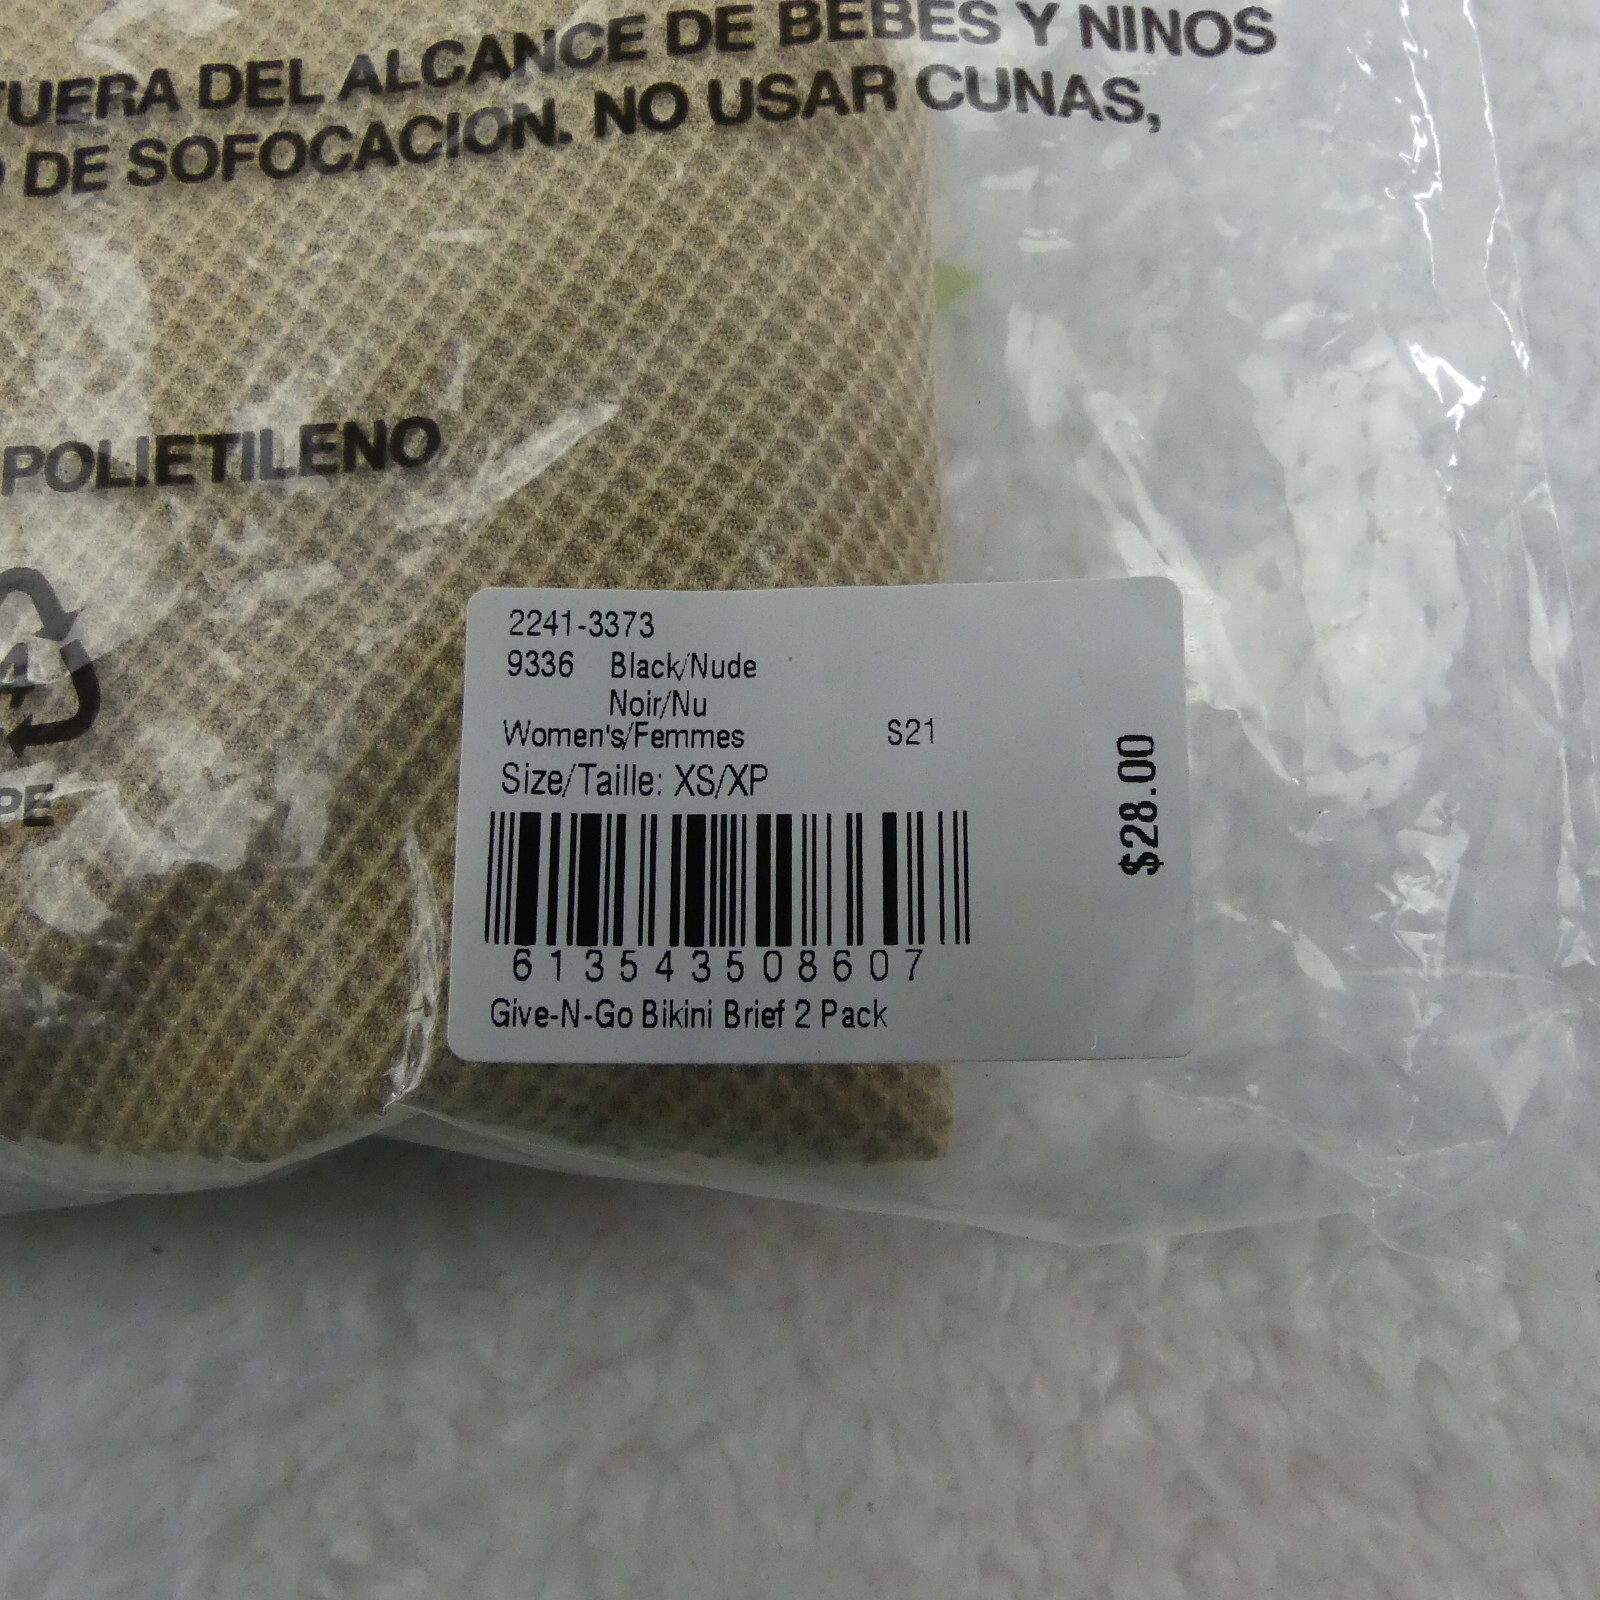 FUERA DEL ALCANCE DE BEBES Y NINOS
DE SOFOCACION. NO USAR CUNAS,
POLIETILENO
4
PE
2241-3373
9336 Black/Nude
Noir/Nu
Women's/Femmes S21
Size/Taille: XS/XP
$28.00
613543508607
Give-N-Go Bikini Brief 2 Pack